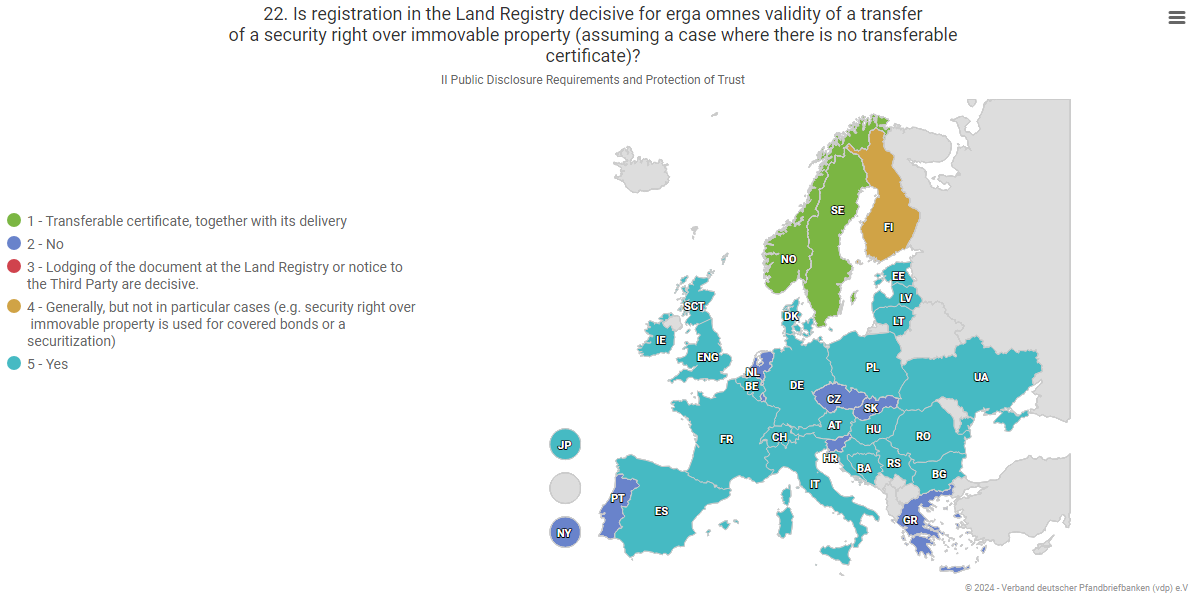 22. Is registration in the Land Registry decisive for erga omnes validity of a transfer
of a security right over immovable property (assuming a case where there is no transferable
certificate)?
II Public Disclosure Requirements and Protection of Trust
1 - Transferable certificate, together with its delivery
2 - No
3 - Lodging of the document at the Land Registry or notice to
the Third Party are decisive.
4 - Generally, but not in particular cases (e.g. security right over
immovable property is used for covered bonds or a
securitization)
5 - Yes
SE
FI
NO
EE
LV
SCT
DK
LT
IE
ENG
NL
PL
UA
BE
DE
CZ
SK
AT
HU
FR
CH
RO
JP
HR
BA
RS
BG
IT
PT
ES
GR
NY
© 2024 - Verband deutscher Pfandbriefbanken (vdp) e.V